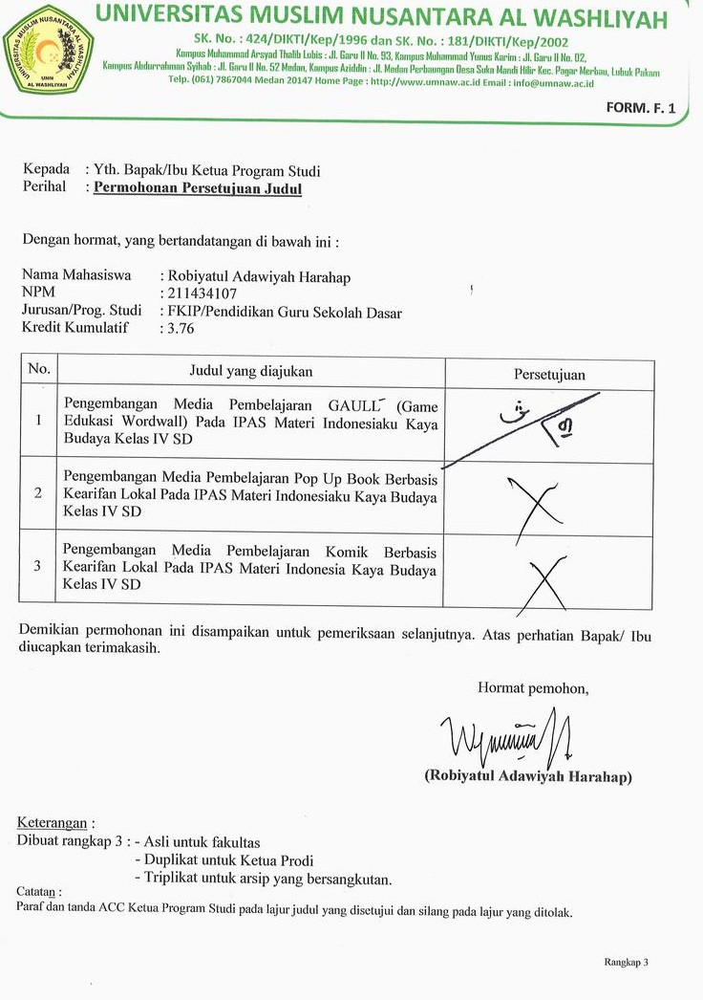 UNIVERSITAS MUSLIM NUSANTARA AL WASHLIYAH
SK. No. : 424/DIKTI/Kep/1996 dan SK. No. : 181/DIKTI/Kep/2002
Kampus Muhammad Arsyad Thalib Lubis : Jl. Garu II No. 93, Kampus Muhammad Yunus Karim : Jl. Garu II No. 02,
Kampus Abdurrahman Syihab : Jl. Garu II No. 52 Medan, Kampus Aziddin : Jl. Medan Perbaungan Desa Suka Mandi Hilir Kec. Pagar Merbau, Lubuk Pakam
Telp. (061) 7867044 Medan 20147 Home Page : http://www.umnaw.ac.id Email : info@umnaw.ac.id
UNIVERSITAS MUSLIM NUSANTARA AL WASHLIYAH
UMN
AL WASHLIYAH
FORM. F. 1
Kepada : Yth. Bapak/Ibu Ketua Program Studi
Perihal : Permohonan Persetujuan Judul
Dengan hormat, yang bertandatangan di bawah ini :
Nama Mahasiswa : Robiyatul Adawiyah Harahap
NPM : 211434107
Jurusan/Prog. Studi : FKIP/Pendidikan Guru Sekolah Dasar
Kredit Kumulatif : 3.76
No. Judul yang diajukan Persetujuan
1 Pengembangan Media Pembelajaran GAULL (Game
Edukasi Wordwall) Pada IPAS Materi Indonesiaku Kaya
Budaya Kelas IV SD
2 Pengembangan Media Pembelajaran Pop Up Book Berbasis
Kearifan Lokal Pada IPAS Materi Indonesiaku Kaya Budaya
Kelas IV SD
3 Pengembangan Media Pembelajaran Komik Berbasis
Kearifan Lokal Pada IPAS Materi Indonesia Kaya Budaya
Kelas IV SD
Demikian permohonan ini disampaikan untuk pemeriksaan selanjutnya. Atas perhatian Bapak/ Ibu
diucapkan terimakasih.
Hormat pemohon,
(Robiyatul Adawiyah Harahap)
Keterangan :
Dibuat rangkap 3 : - Asli untuk fakultas
- Duplikat untuk Ketua Prodi
- Triplikat untuk arsip yang bersangkutan.
Catatan :
Paraf dan tanda ACC Ketua Program Studi pada lajur judul yang disetujui dan silang pada lajur yang ditolak.
Rangkap 3